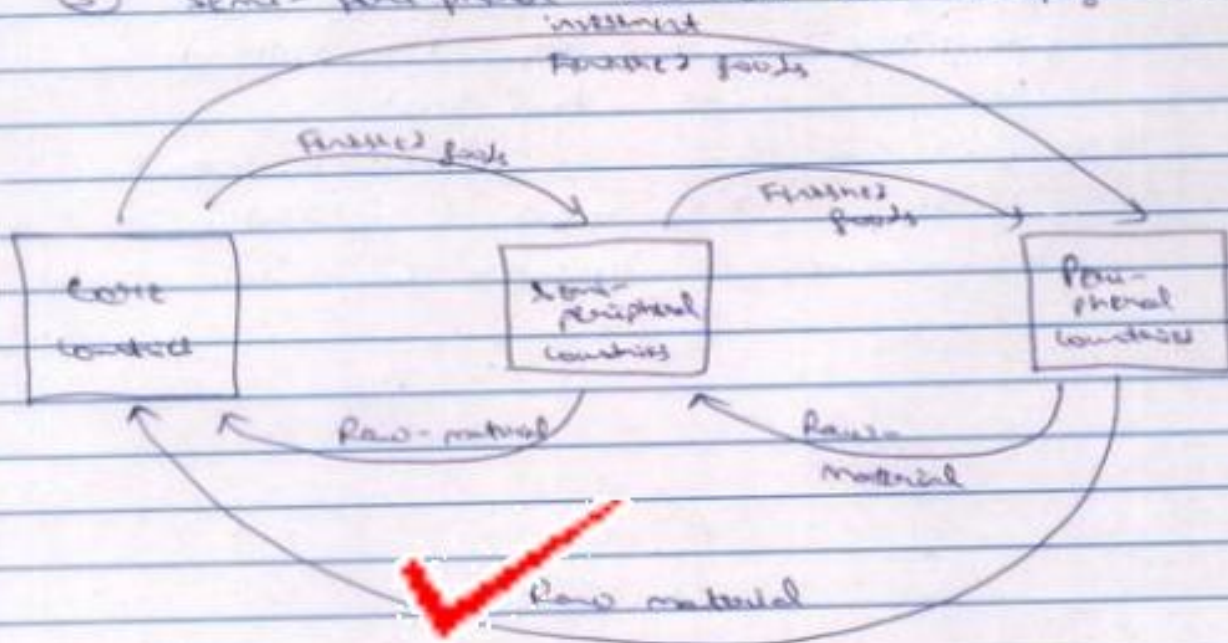 semi-
investment
Finished goods
Finished goods
Finished
goods
Core
countries
Semi-
peripheral
countries
Peri-
pheral
countries
Raw-material
Raw-
material
Raw material